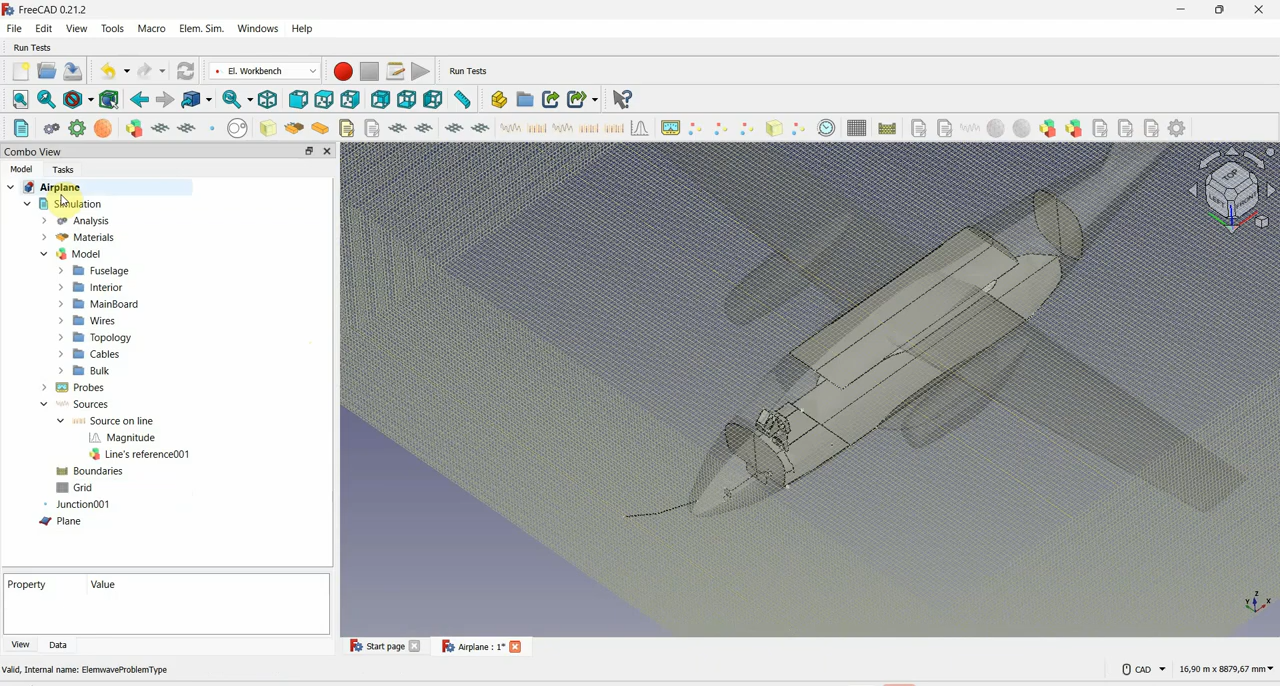 FreeCAD 0.21.2
File Edit View Tools Macro Elem. Sim. Windows Help
Run Tests
El. Workbench Run Tests
Combo View
Model Tasks
Airplane
Simulation
Analysis
Materials
Model
Fuselage
Interior
MainBoard
Wires
Topology
Cables
Bulk
Probes
Sources
Source on line
Magnitude
Line's reference001
Boundaries
Grid
Junction001
Plane
TOP
LEFT FRONT
Z
Y X
Property Value
View Data
Start page Airplane : 1*
Valid, Internal name: ElemwaveProblemType
CAD 16,90 m x 8879,67 mm